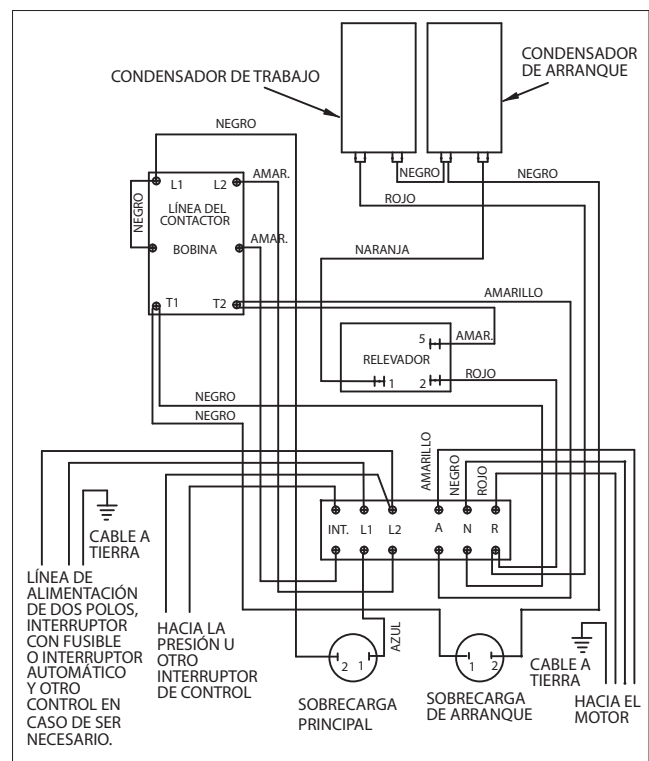 CONDENSADOR DE TRABAJO
CONDENSADOR
DE ARRANQUE
NEGRO
NEGRO
NEGRO
ROJO
L1
L2
AMAR.
NEGRO
LÍNEA DEL
CONTACTOR
BOBINA
AMAR.
NARANJA
T1
T2
AMARILLO
5
AMAR.
RELEVADOR
1
2
ROJO
NEGRO
NEGRO
AMARILLO
NEGRO
ROJO
INT.
L1
L2
A
N
R
CABLE A
TIERRA
LÍNEA DE
ALIMENTACIÓN
DE DOS POLOS,
INTERRUPTOR
CON FUSIBLE
O INTERRUPTOR
AUTOMÁTICO
Y OTRO
CONTROL EN
CASO DE SER
NECESARIO.
HACIA LA
PRESIÓN U
OTRO
INTERRUPTOR
DE CONTROL
AZUL
2
1
SOBRECARGA
PRINCIPAL
1
2
SOBRECARGA
DE ARRANQUE
CABLE A
TIERRA
HACIA EL
MOTOR